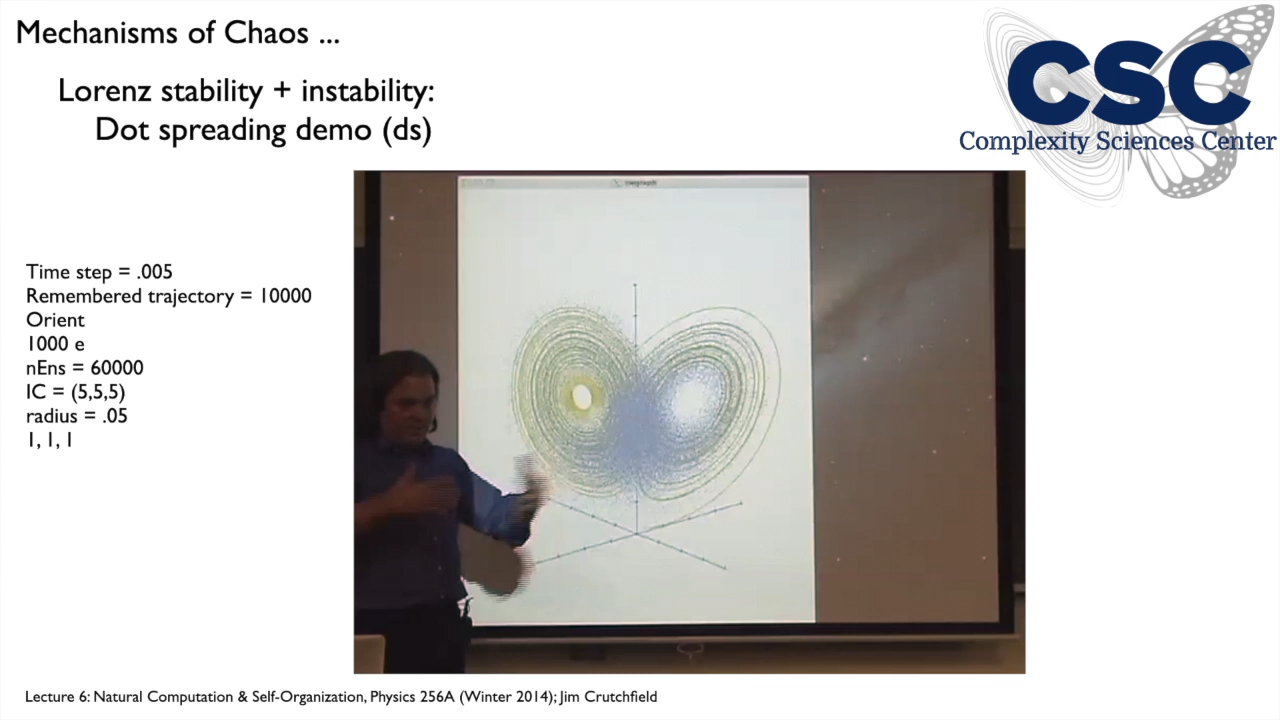 Mechanisms of Chaos ...
Lorenz stability + instability:
Dot spreading demo (ds)
CSC
Complexity Sciences Center
Time step = .005
Remembered trajectory = 10000
Orient
1000 e
nEns = 60000
IC = (5,5,5)
radius = .05
1, 1, 1
Lecture 6: Natural Computation & Self-Organization, Physics 256A (Winter 2014); Jim Crutchfield